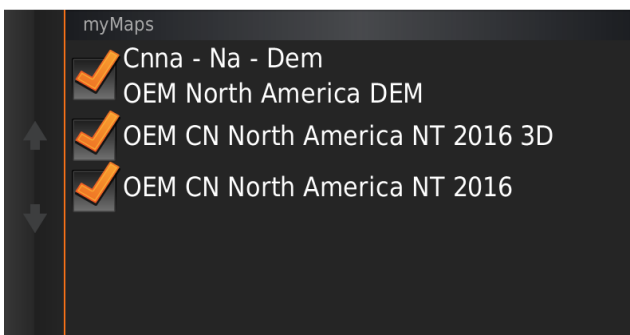 myMaps
Cnna - Na - Dem
OEM North America DEM
OEM CN North America NT 2016 3D
OEM CN North America NT 2016